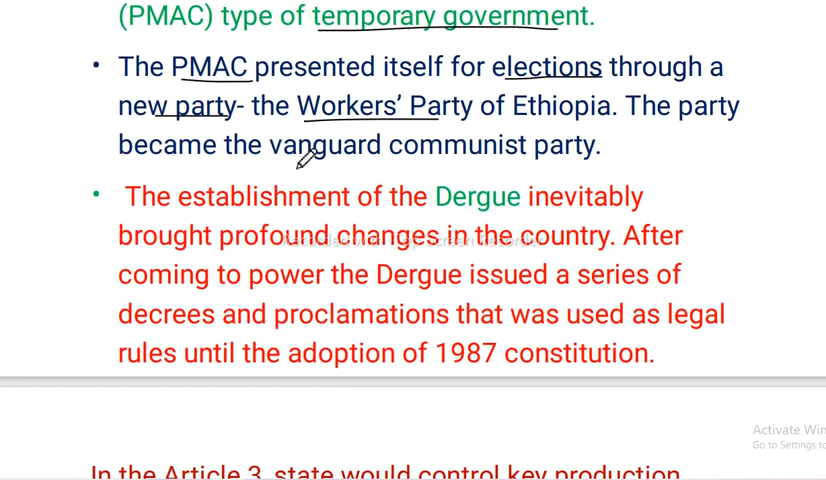 (PMAC) type of temporary government.
• The PMAC presented itself for elections through a
new party- the Workers’ Party of Ethiopia. The party
became the vanguard communist party.
• The establishment of the Dergue inevitably
brought profound changes in the country. After
coming to power the Dergue issued a series of
decrees and proclamations that was used as legal
rules until the adoption of 1987 constitution.
Activate Win
Go to Settings to
In the Article 3, state would control key production